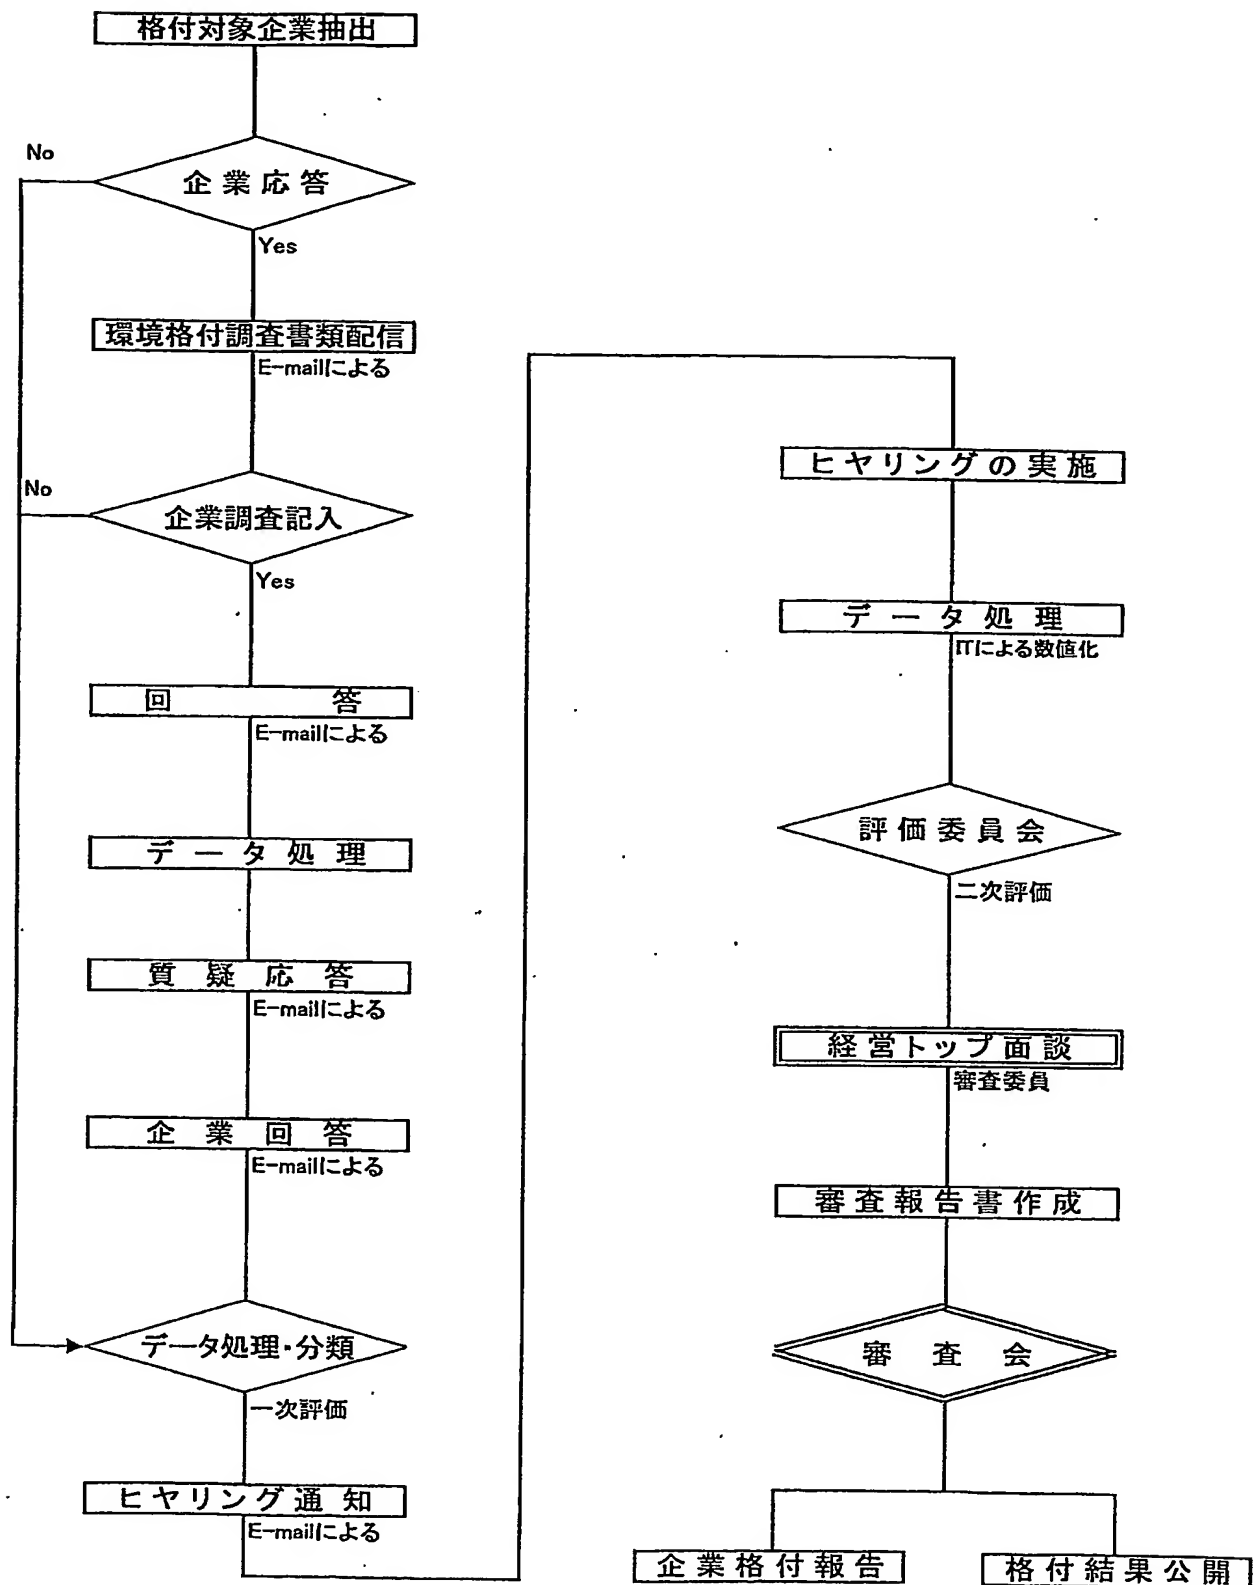 格付対象企業抽出
No
企業応答
Yes
環境格付調査書類配信
E-mailによる
No
企業調査記入
Yes
回答
E-mailによる
データ処理
質疑応答
E-mailによる
企業回答
E-mailによる
データ処理・分類
一次評価
ヒヤリング通知
E-mailによる
ヒヤリングの実施
データ処理
ITによる数値化
評価委員会
二次評価
経営トップ面談
審査委員
審査報告書作成
審査会
企業格付報告
格付結果公開